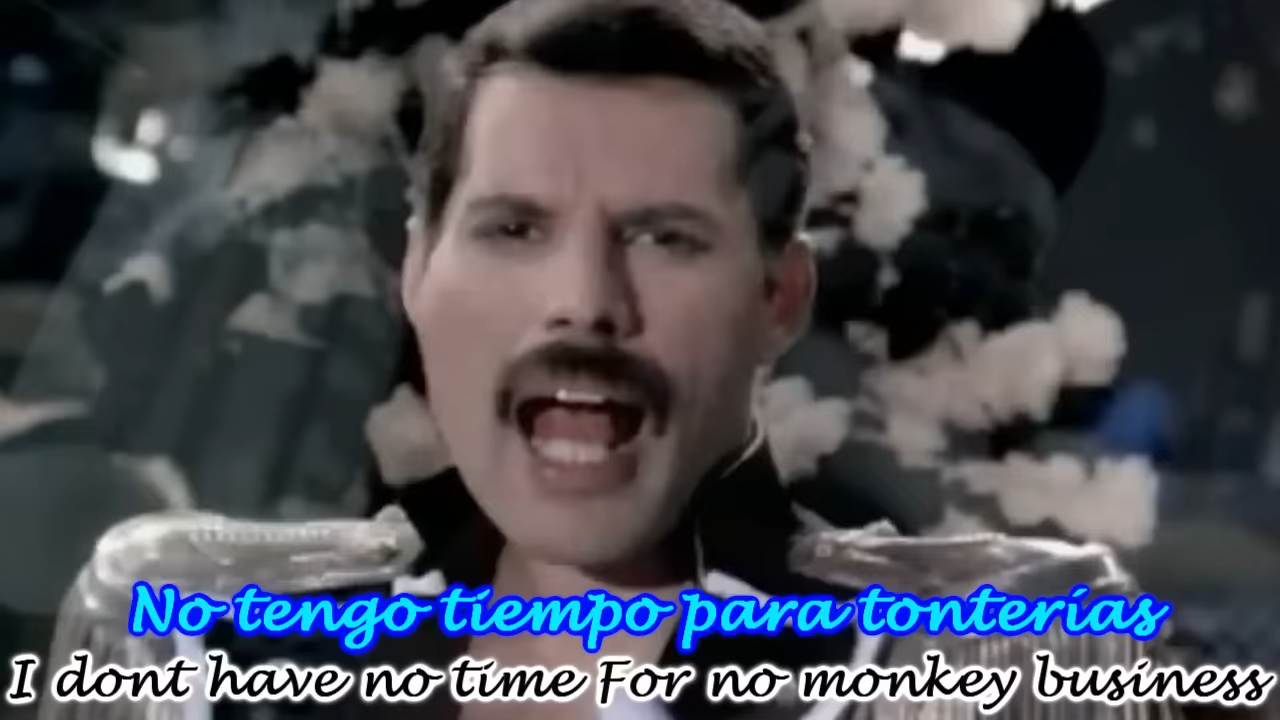 No tengo tiempo para tonterías
I dont have no time For no monkey business